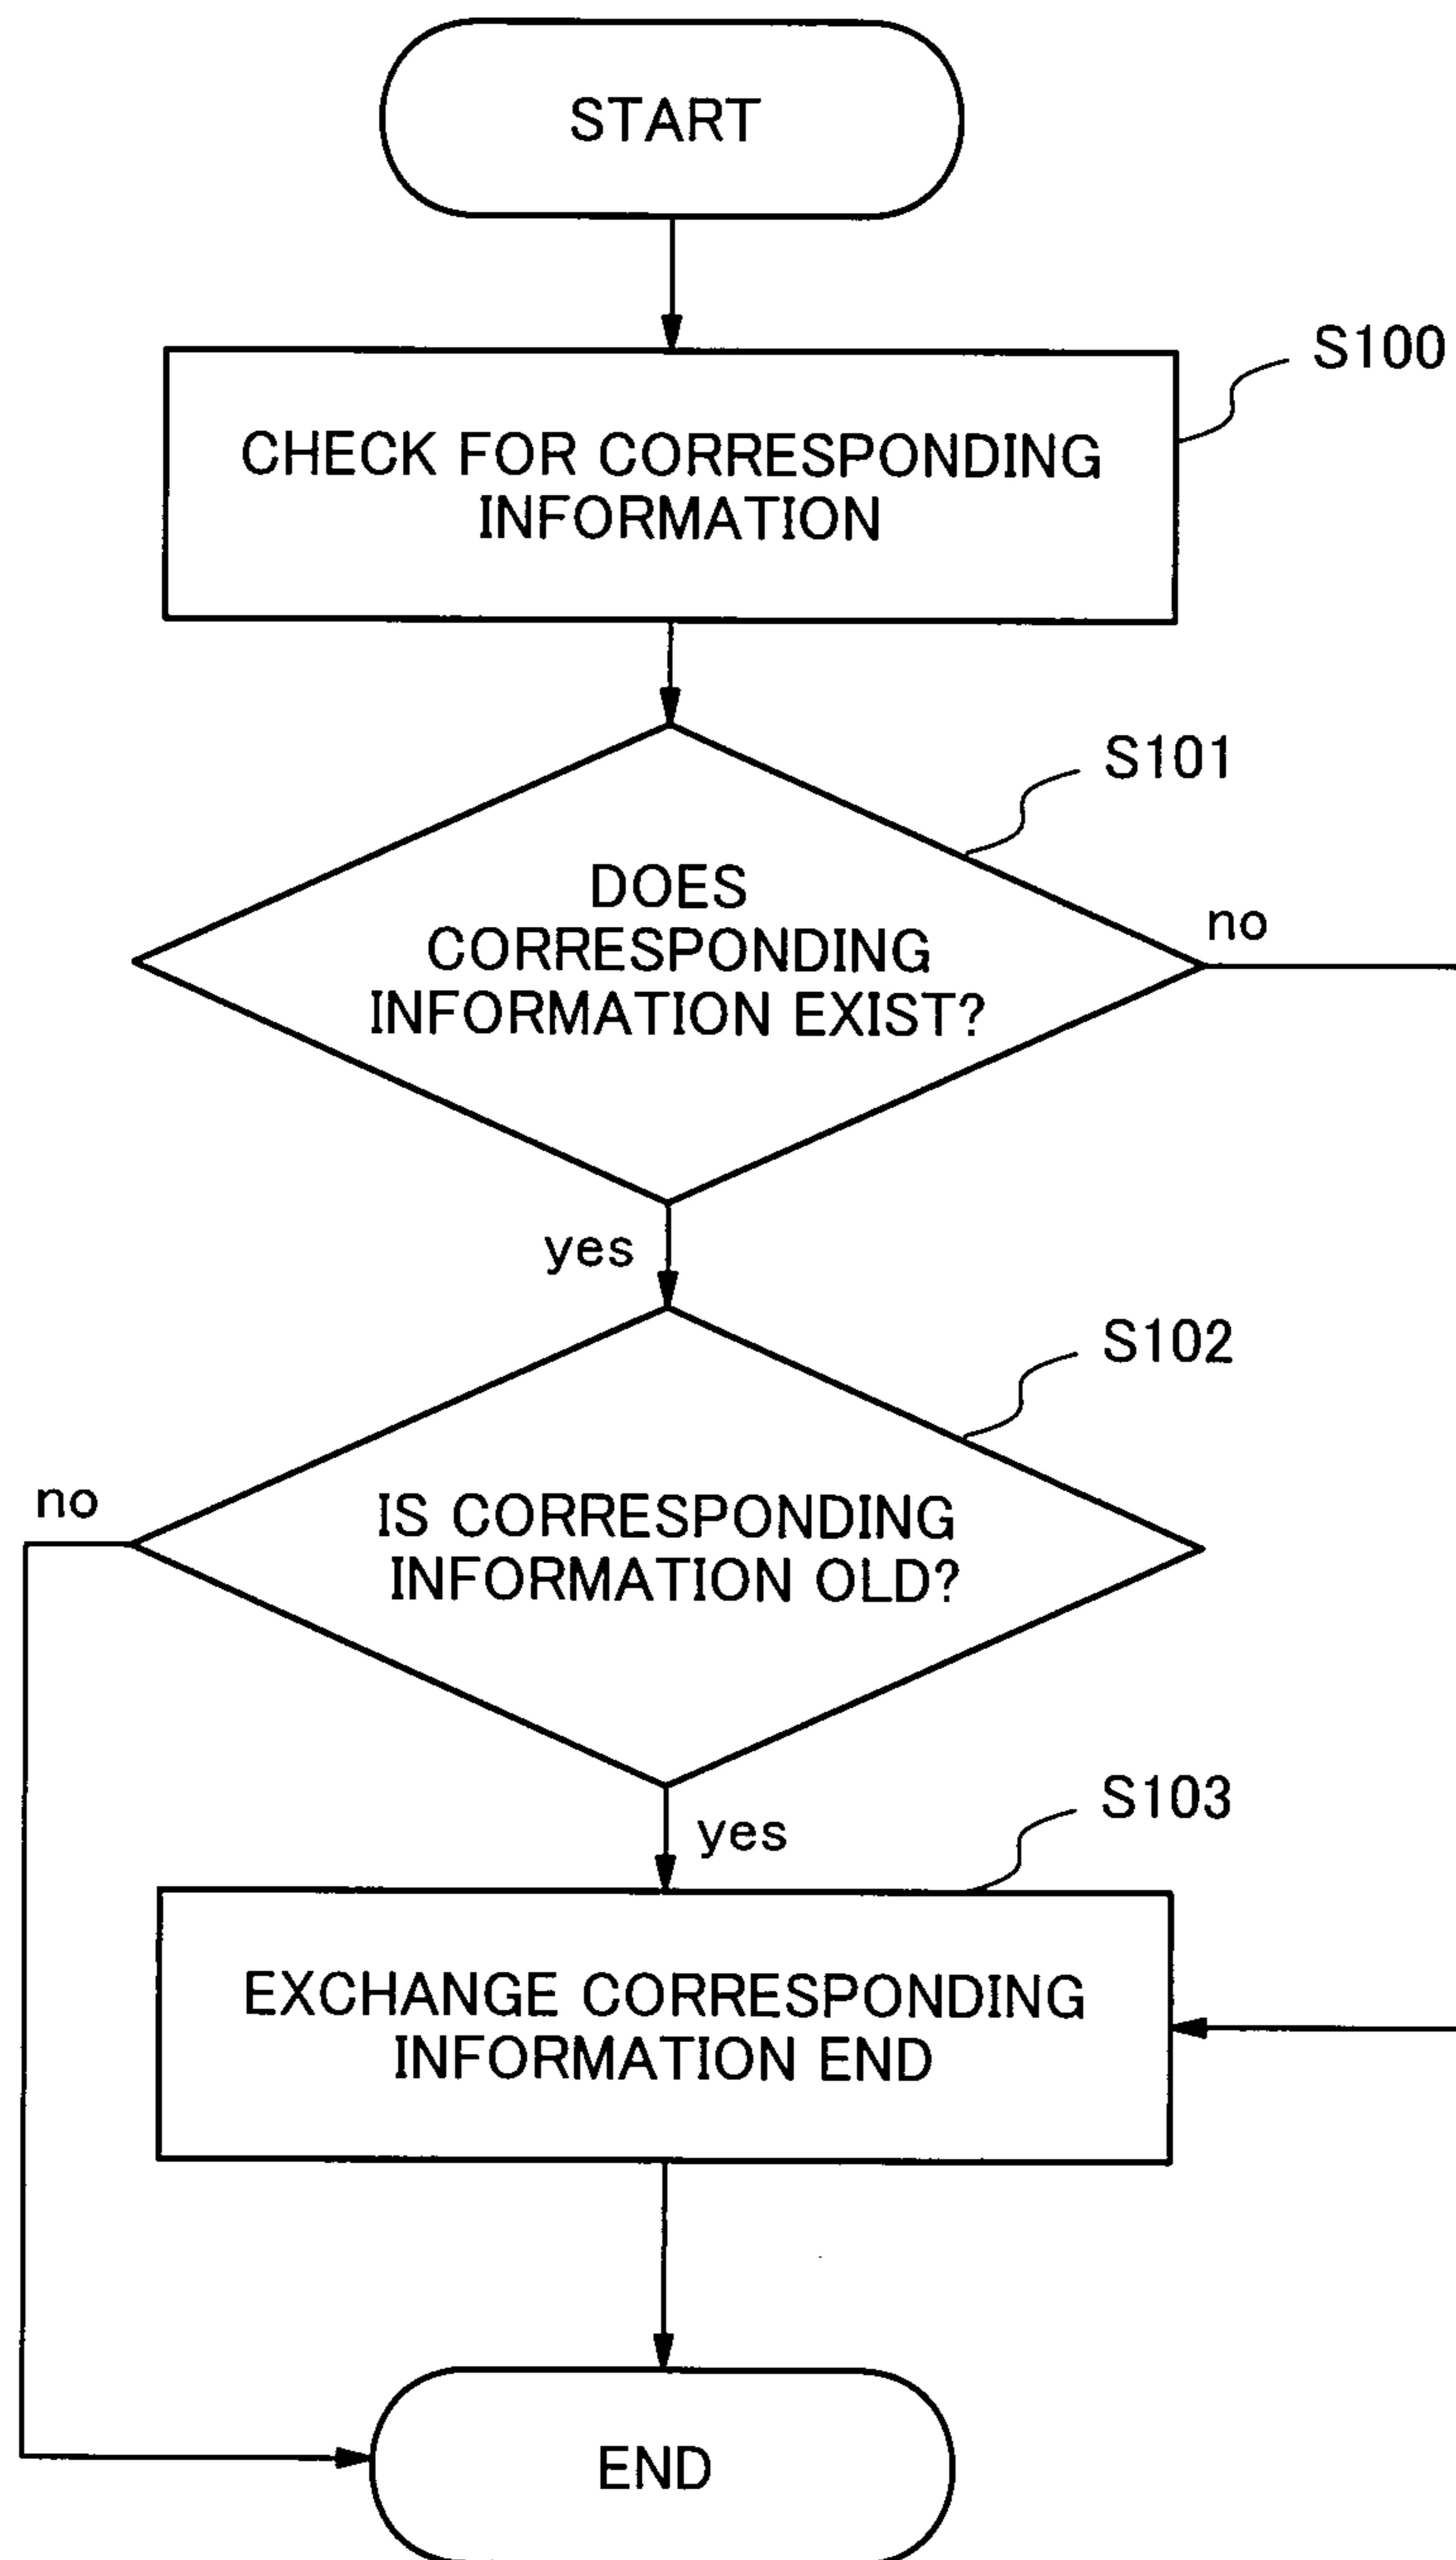 START
S100
CHECK FOR CORRESPONDING
INFORMATION
S101
DOES
CORRESPONDING
INFORMATION EXIST?
no
yes
S102
IS CORRESPONDING
INFORMATION OLD?
no
yes
S103
EXCHANGE CORRESPONDING
INFORMATION END
END